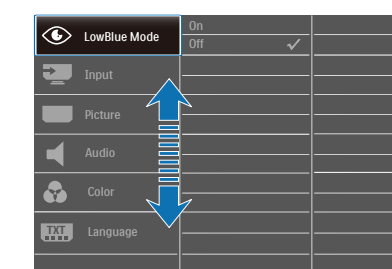 LowBlue Mode
On
Off
Input
Picture
Audio
Color
TXT
Language